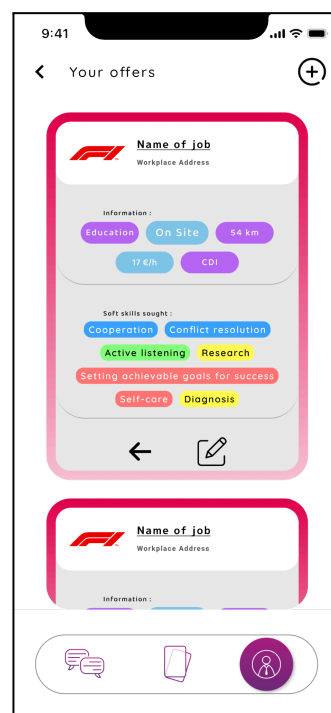 9:41
Your offers
Name of job
Workplace Address
Information :
Education On Site 54 km
17 €/h CDI
Soft skills sought :
Cooperation Conflict resolution
Active listening Research
Setting achievable goals for success
Self-care Diagnosis
Name of job
Workplace Address
Information :